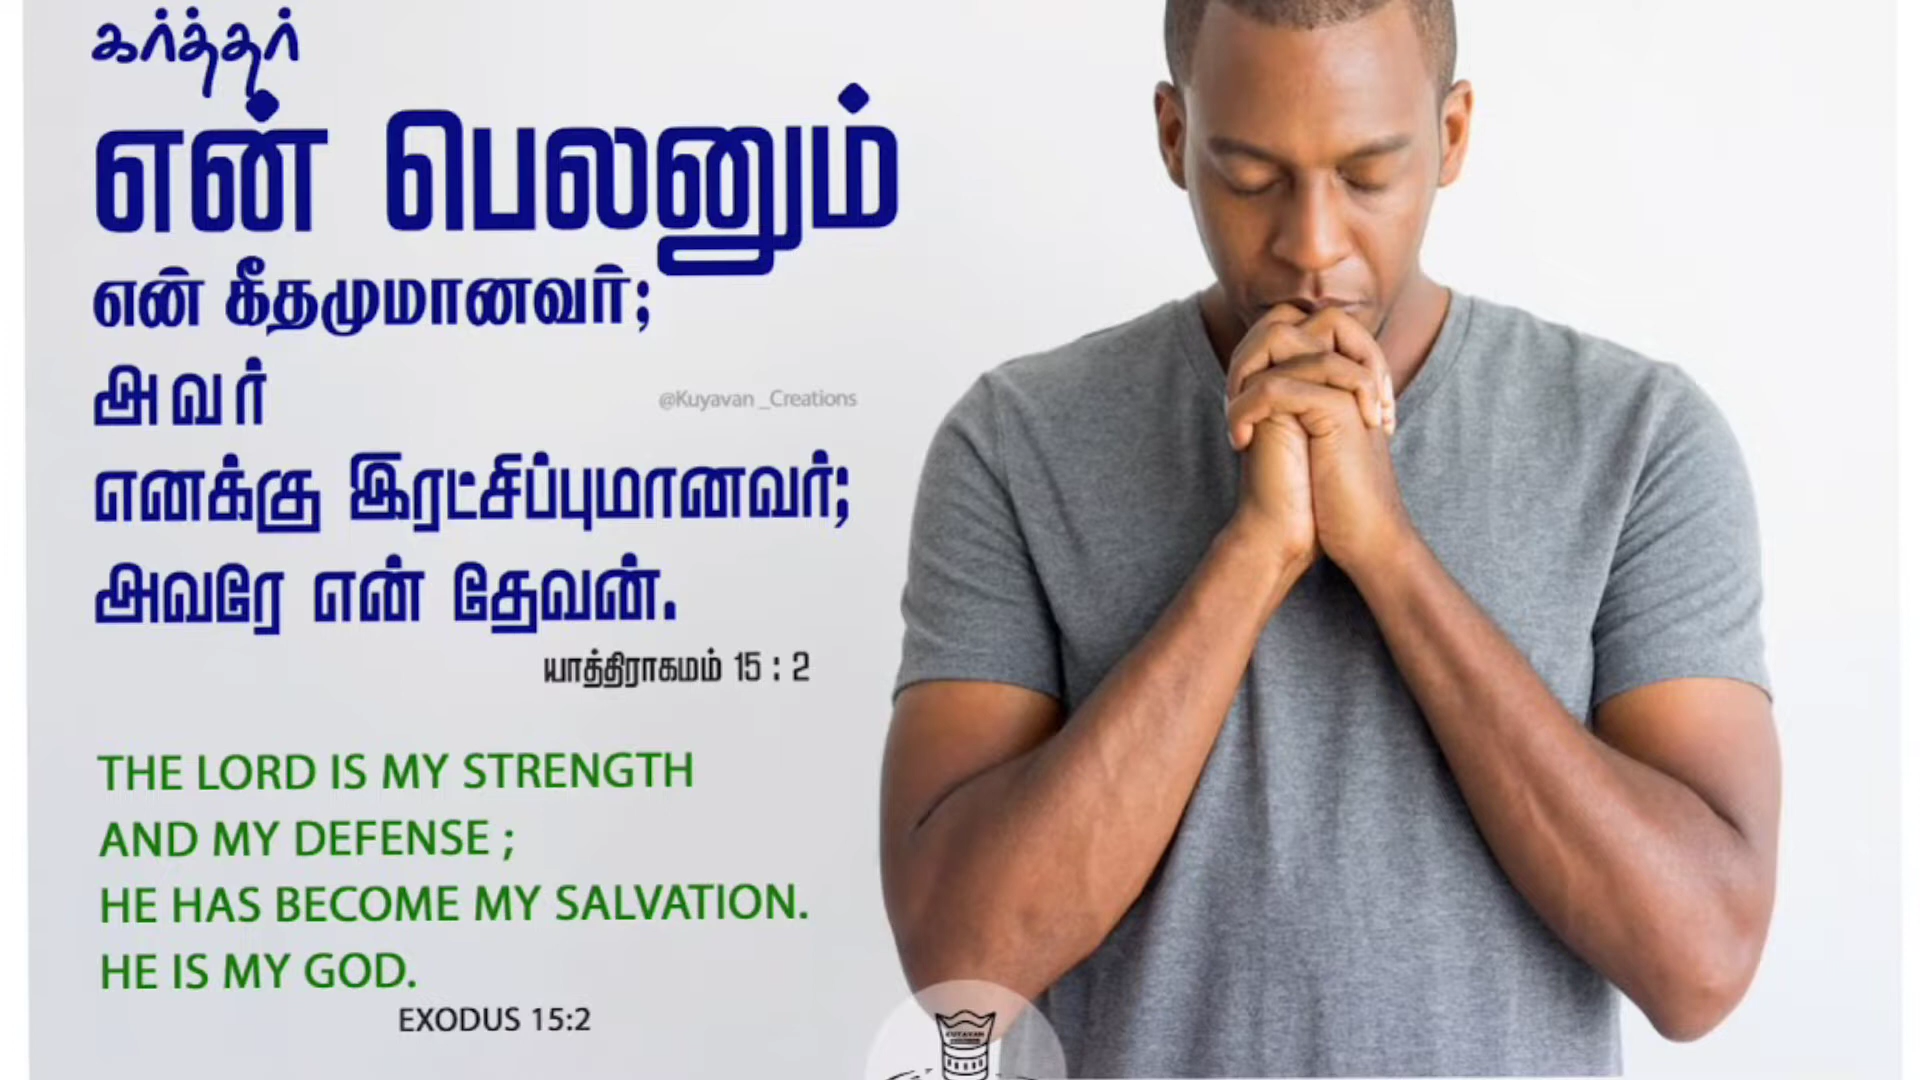 கர்த்தர்
என் பெலனும்
என் கீதமுமானவர்;
அவர்
@Kuyavan_Creations
எனக்கு இரட்சிப்புமானவர்;
அவரே என் தேவன்.
யாத்திராகமம் 15 : 2
THE LORD IS MY STRENGTH
AND MY DEFENSE ;
HE HAS BECOME MY SALVATION.
HE IS MY GOD.
EXODUS 15:2
KUYAVAN